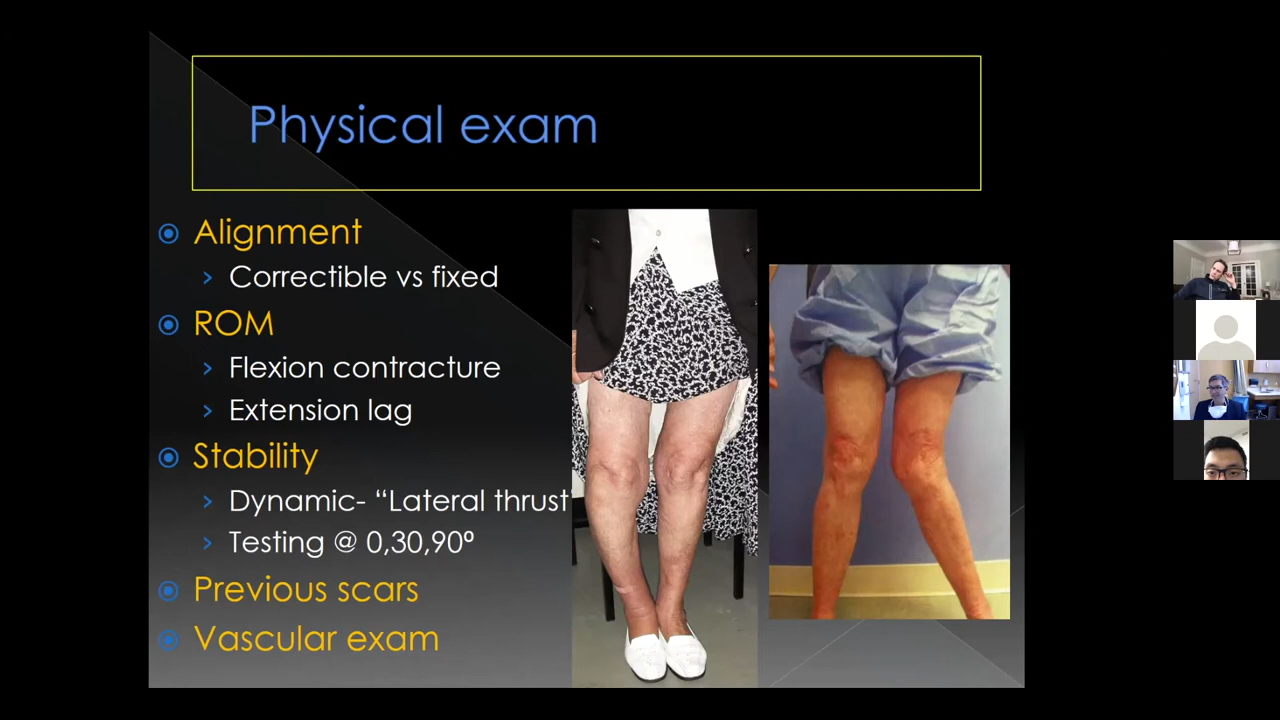 Physical exam
Alignment
Correctible vs fixed
ROM
Flexion contracture
Extension lag
Stability
Dynamic- “Lateral thrust”
Testing @ 0,30,90º
Previous scars
Vascular exam